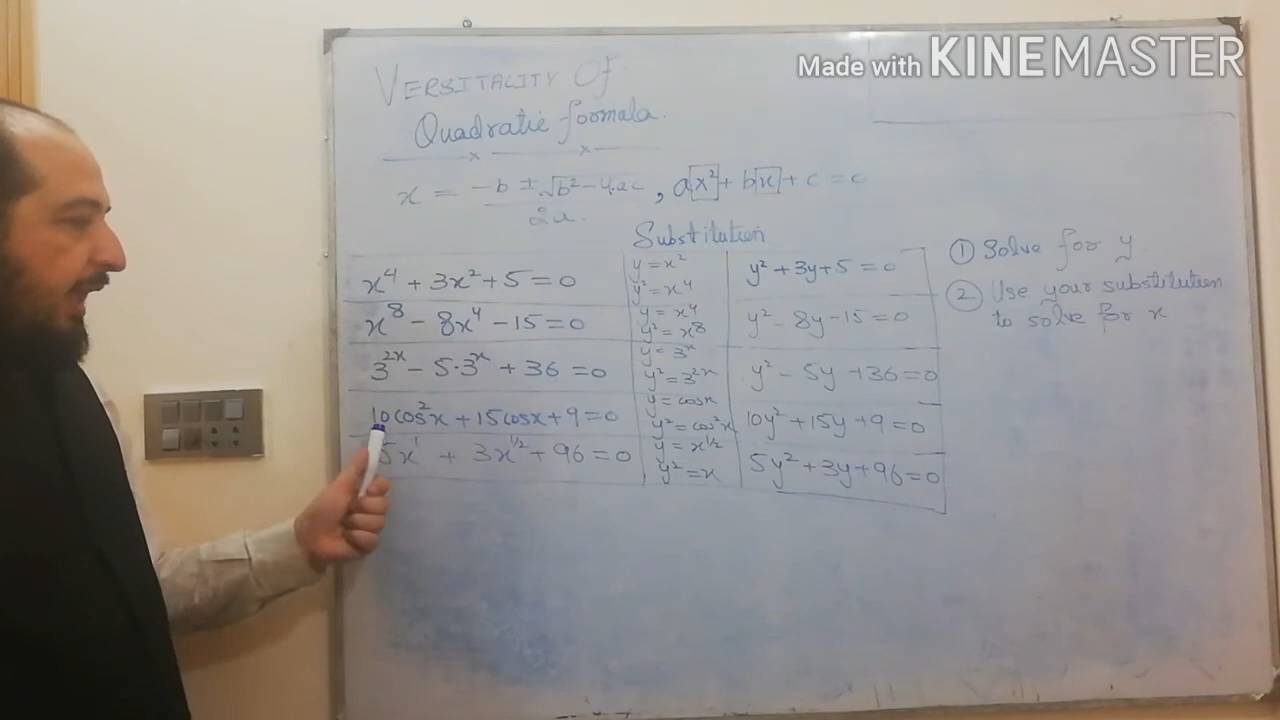 Made with KINEMASTER
VERSITALITY Of
Quadratic formala.
x = -b ± √b² - 4.ac / 2a. , ax² + bx + c = 0
Substitution
x⁴ + 3x² + 5 = 0 y = x² y² = x⁴ y² + 3y + 5 = 0
x⁸ - 8x⁴ - 15 = 0 y = x⁴ y² = x⁸ y² - 8y - 15 = 0
3²ˣ - 5·3ˣ + 36 = 0 y = 3ˣ y² = 3²ˣ y² - 5y + 36 = 0
10cos²x + 15cosx + 9 = 0 y = cosx y² = cos²x 10y² + 15y + 9 = 0
5x¹ + 3x^1/2 + 96 = 0 y = x^1/2 y² = x 5y² + 3y + 96 = 0
① Solve for y
② Use your substitution
to solve for x